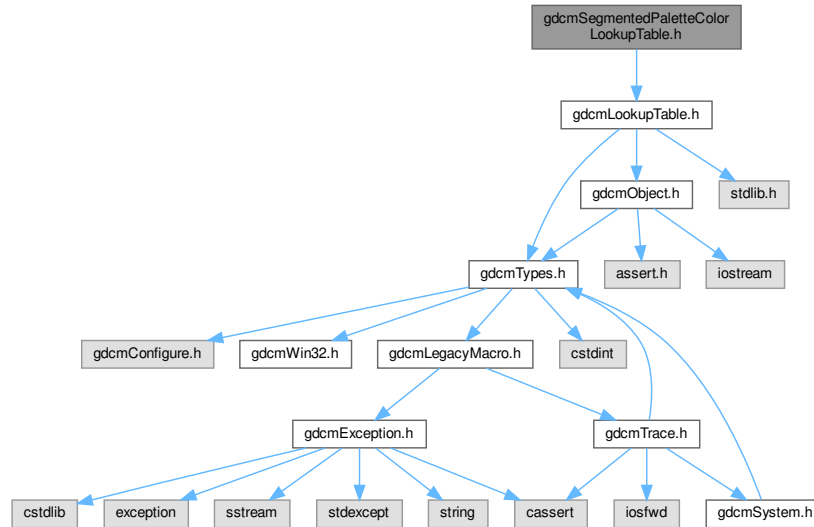 gdcmSegmentedPaletteColor
LookupTable.h
gdcmLookupTable.h
gdcmObject.h
stdlib.h
gdcmTypes.h
assert.h
iostream
gdcmConfigure.h
gdcmWin32.h
gdcmLegacyMacro.h
cstdint
gdcmException.h
gdcmTrace.h
cstdlib
exception
sstream
stdexcept
string
cassert
iosfwd
gdcmSystem.h